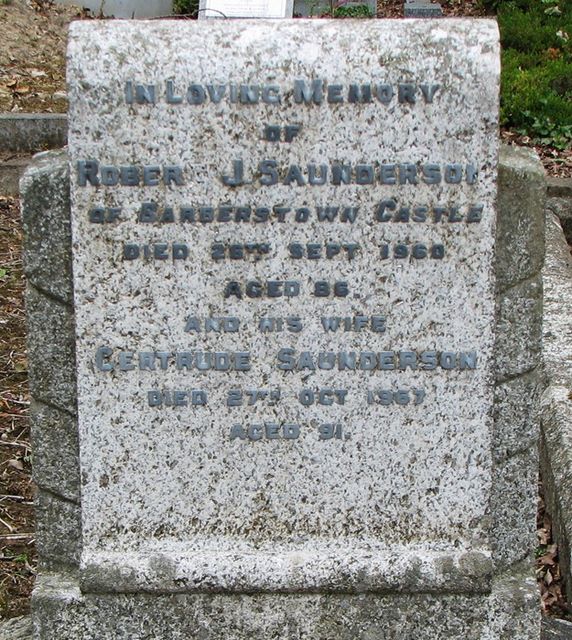 IN LOVING MEMORY
OF
ROBER J. SAUNDERSON
OF BARBERSTOWN CASTLE
DIED 26TH SEPT 1960
AGED 86.
AND HIS WIFE
GERTRUDE SAUNDERSON
DIED 27TH OCT 1967
AGED 91.